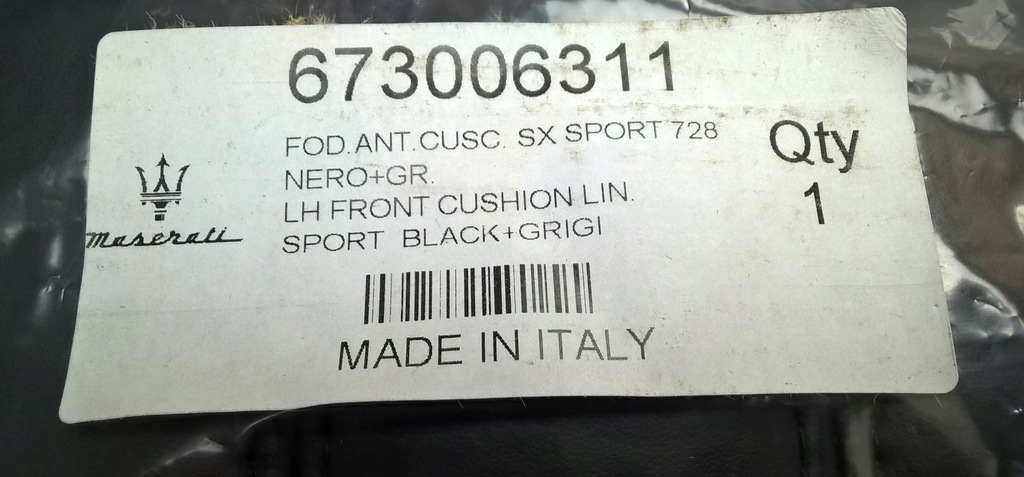 673006311
FOD.ANT.CUSC. SX SPORT 728
NERO+GR.
LH FRONT CUSHION LIN.
SPORT BLACK+GRIGI
MADE IN ITALY
Qty
1
Maserati